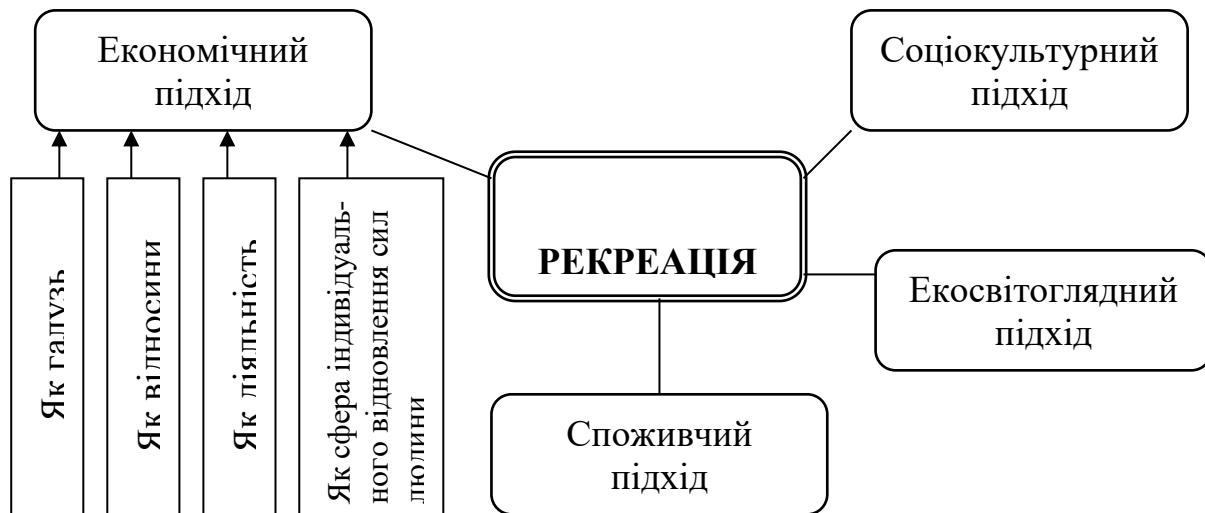 Економічний
підхід
Соціокультурний
підхід
РЕКРЕАЦІЯ
Екосвітоглядний
підхід
Споживчий
підхід
Як галузь
Як відносини
Як діяльність
Як сфера індивідуаль-
ного відновлення сил
людини